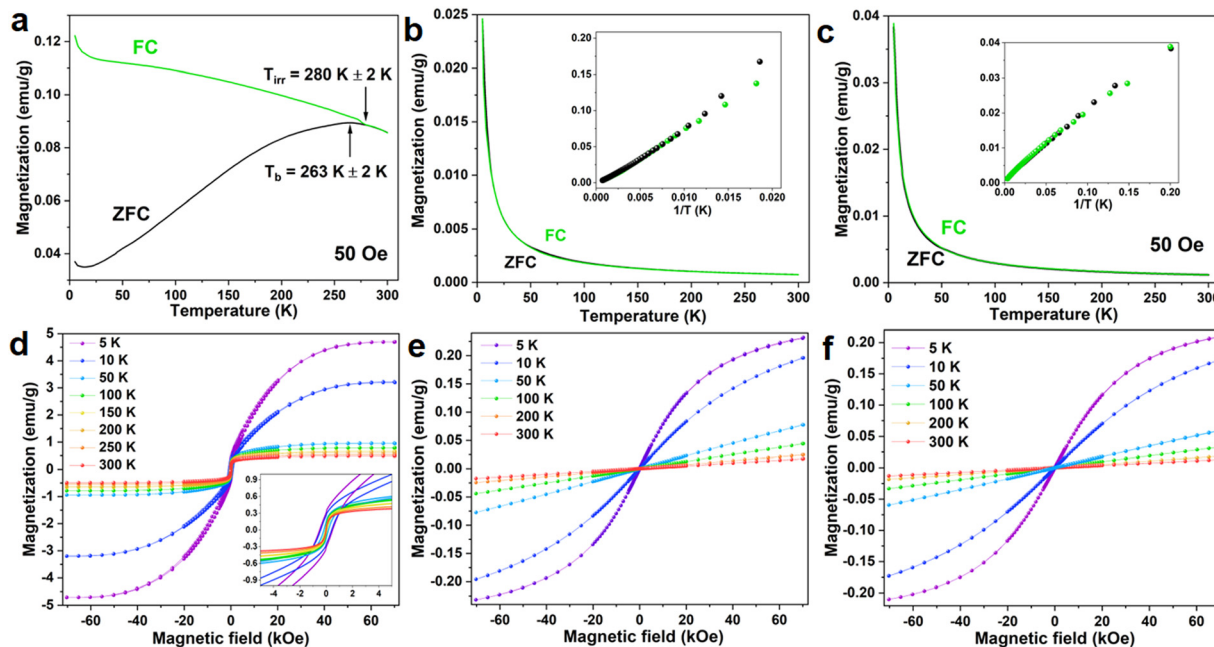 a
FC
T_irr = 280 K ± 2 K
T_b = 263 K ± 2 K
ZFC
50 Oe
Magnetization (emu/g)
0.12
0.10
0.08
0.06
0.04
0 50 100 150 200 250 300
Temperature (K)
b
Magnetization (emu/g)
0.025
0.020
0.015
0.010
0.005
0.000
0.20
0.15
0.10
0.05
0.00
0.000 0.005 0.010 0.015 0.020
1/T (K)
FC
ZFC
0 50 100 150 200 250 300
Temperature (K)
c
Magnetization (emu/g)
0.04
0.03
0.02
0.01
0.00
0.04
0.03
0.02
0.01
0.00
0.00 0.05 0.10 0.15 0.20
1/T (K)
FC
ZFC
50 Oe
0 50 100 150 200 250 300
Temperature (K)
d
Magnetization (emu/g)
5
4
3
2
1
0
-1
-2
-3
-4
-5
5 K
10 K
50 K
100 K
150 K
200 K
250 K
300 K
0.9
0.6
0.3
0.0
-0.3
-0.6
-0.9
-4 -2 0 2 4
-60 -40 -20 0 20 40 60
Magnetic field (kOe)
e
Magnetization (emu/g)
0.20
0.15
0.10
0.05
0.00
-0.05
-0.10
-0.15
-0.20
5 K
10 K
50 K
100 K
200 K
300 K
-60 -40 -20 0 20 40 60
Magnetic field (kOe)
f
Magnetization (emu/g)
0.20
0.15
0.10
0.05
0.00
-0.05
-0.10
-0.15
-0.20
5 K
10 K
50 K
100 K
200 K
300 K
-60 -40 -20 0 20 40 60
Magnetic field (kOe)